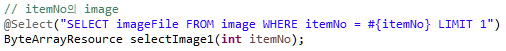 // itemNo의 image
@Select("SELECT imageFile FROM image WHERE itemNo = #{itemNo} LIMIT 1")
ByteArrayResource selectImage1(int itemNo);